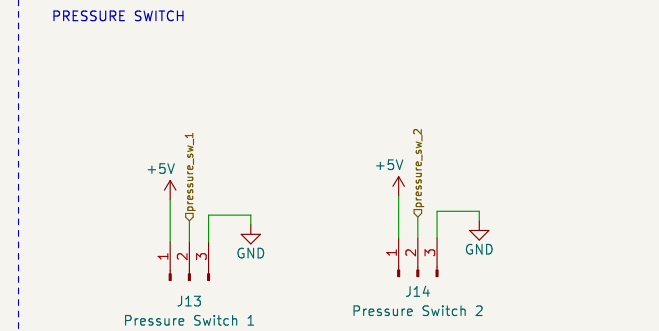 PRESSURE SWITCH
+5V
pressure_sw_1
GND
1
2
3
J13
Pressure Switch 1
+5V
pressure_sw_2
GND
1
2
3
J14
Pressure Switch 2